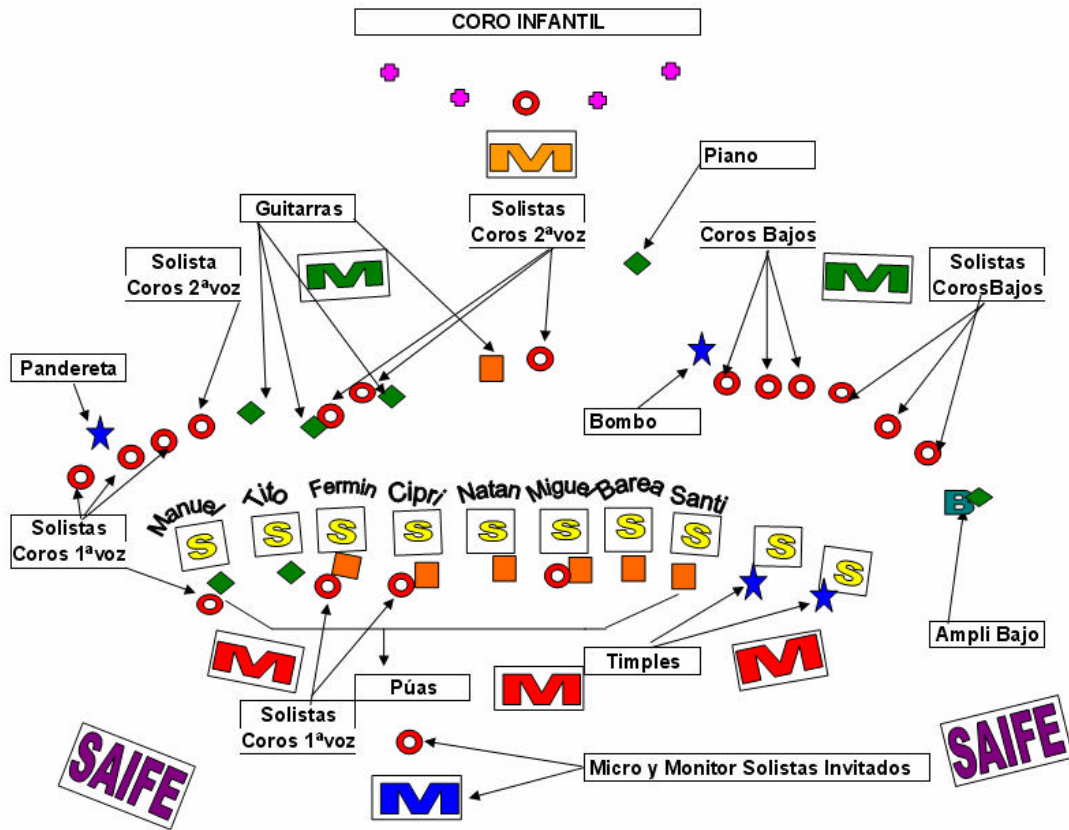 CORO INFANTIL
M
Piano
Guitarras
Solistas
Coros 2ªvoz
Coros Bajos
Solista
Coros 2ªvoz
M
M
Solistas
CorosBajos
Pandereta
Bombo
Manuel
Tito
Fermin
Cipri
Natan
Miguel
Barea
Santi
B
Solistas
Coros 1ªvoz
S
S
S
S
S
S
S
S
S
S
Ampli Bajo
M
Púas
M
Timples
M
Solistas
Coros 1ªvoz
SAIFE
SAIFE
Micro y Monitor Solistas Invitados
M